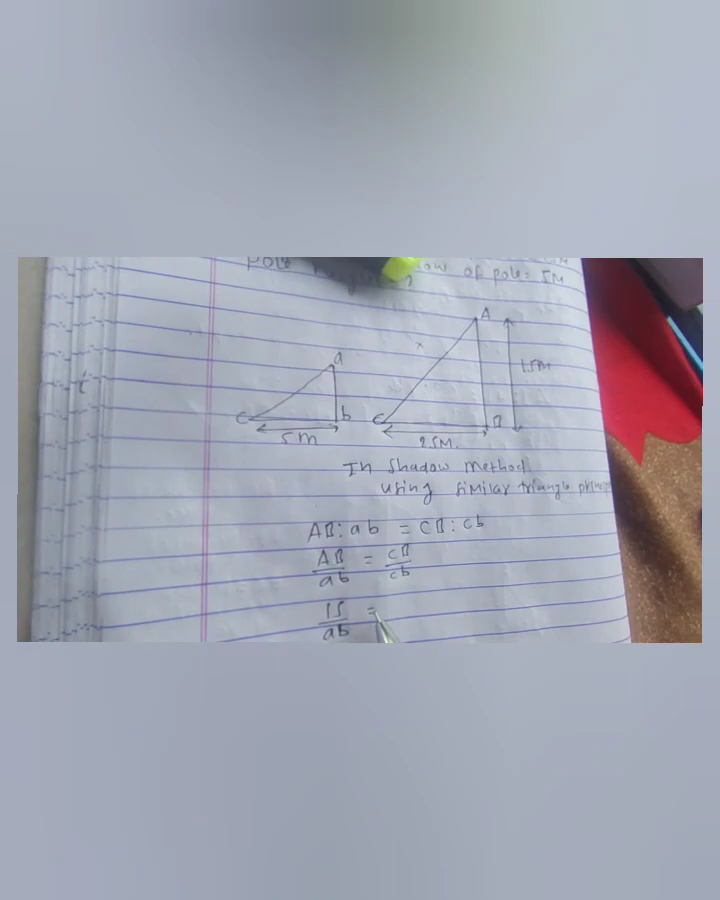 of pole= 5M
A
a
15M
C b C B
5M 25M.
In Shadow Method
using similar triangle
AB:ab = CB:cb
AB/ab = CB/cb
15/ab =